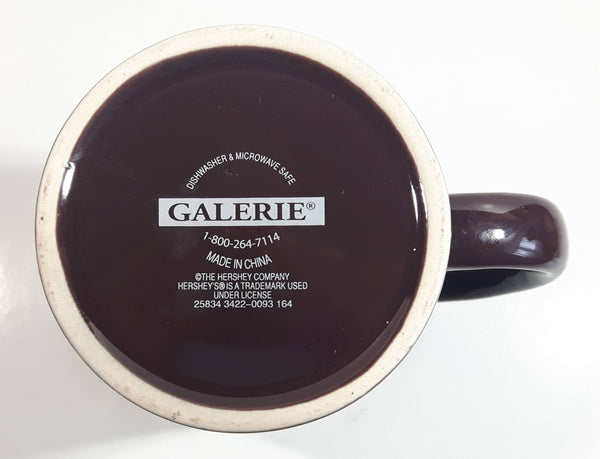 DISHWASHER & MICROWAVE SAFE
GALERIE®
1-800-264-7114
MADE IN CHINA
©THE HERSHEY COMPANY
HERSHEY'S® IS A TRADEMARK USED
UNDER LICENSE
25834 3422-0093 164